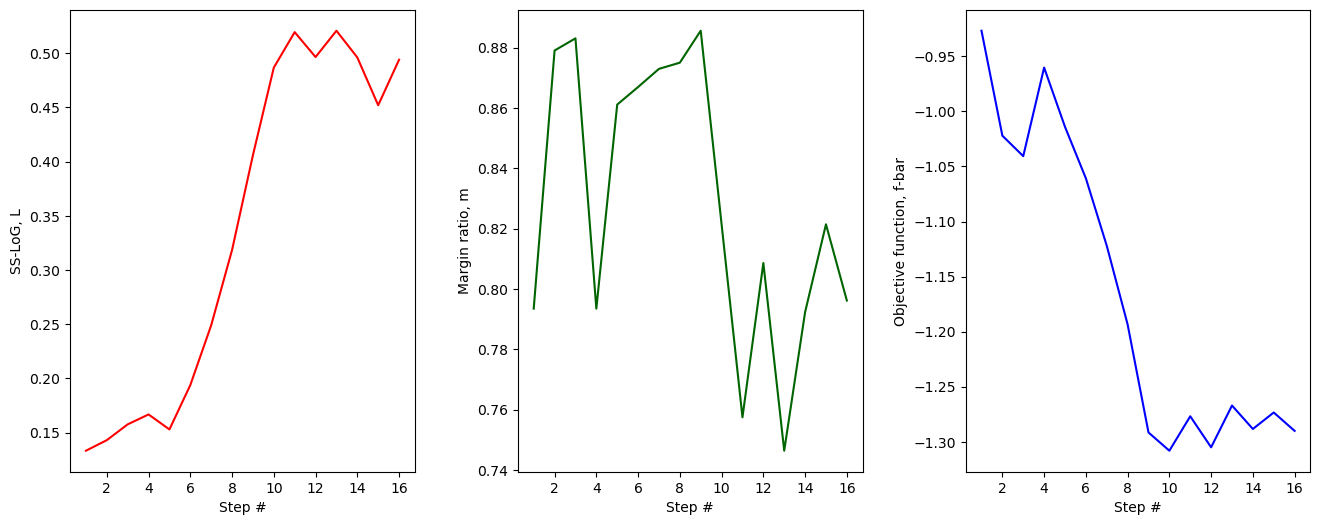 SS-LoG, L
0.50
0.45
0.40
0.35
0.30
0.25
0.20
0.15
2 4 6 8 10 12 14 16
Step #
Margin ratio, m
0.88
0.86
0.84
0.82
0.80
0.78
0.76
0.74
2 4 6 8 10 12 14 16
Step #
Objective function, f-bar
−0.95
−1.00
−1.05
−1.10
−1.15
−1.20
−1.25
−1.30
2 4 6 8 10 12 14 16
Step #